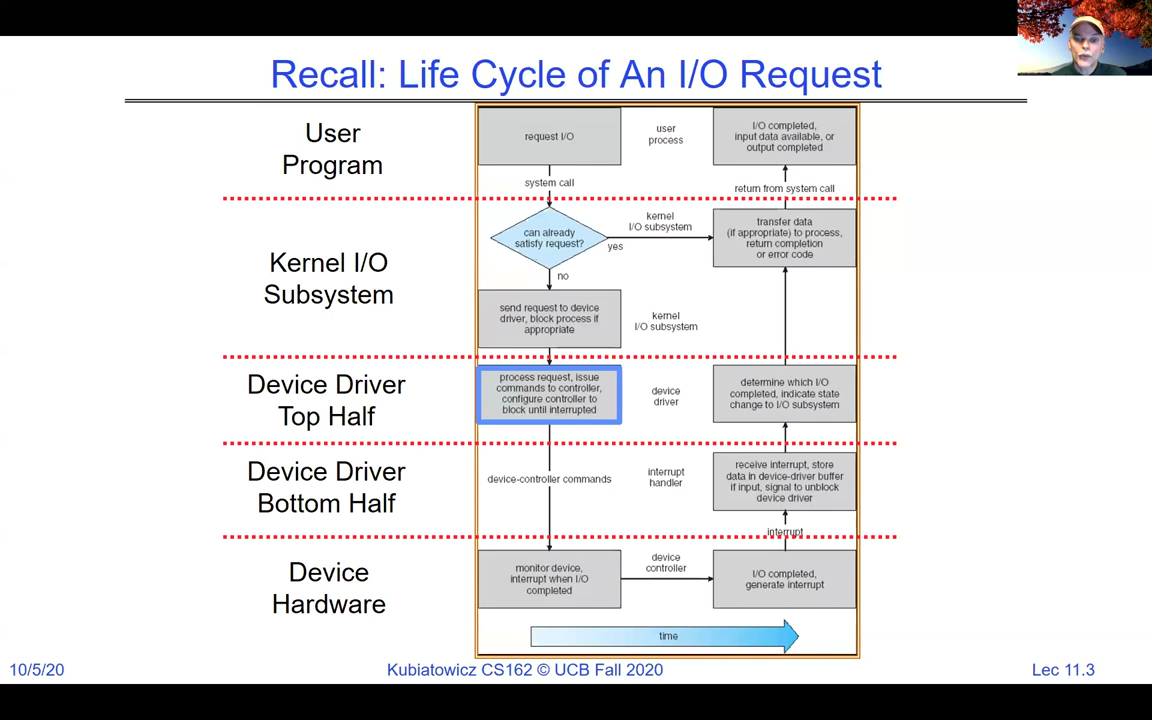 Recall: Life Cycle of An I/O Request
User
Program
request I/O
user
process
I/O completed,
input data available, or
output completed
system call
return from system call
Kernel I/O
Subsystem
can already
satisfy request?
kernel
I/O subsystem
yes
transfer data
(if appropriate) to process,
return completion
or error code
no
send request to device
driver, block process if
appropriate
kernel
I/O subsystem
Device Driver
Top Half
process request, issue
commands to controller,
configure controller to
block until interrupted
device
driver
determine which I/O
completed, indicate state
change to I/O subsystem
Device Driver
Bottom Half
device-controller commands
interrupt
handler
receive interrupt, store
data in device-driver buffer
if input, signal to unblock
device driver
interrupt
Device
Hardware
monitor device,
interrupt when I/O
completed
device
controller
I/O completed,
generate interrupt
time
10/5/20
Kubiatowicz CS162 © UCB Fall 2020
Lec 11.3